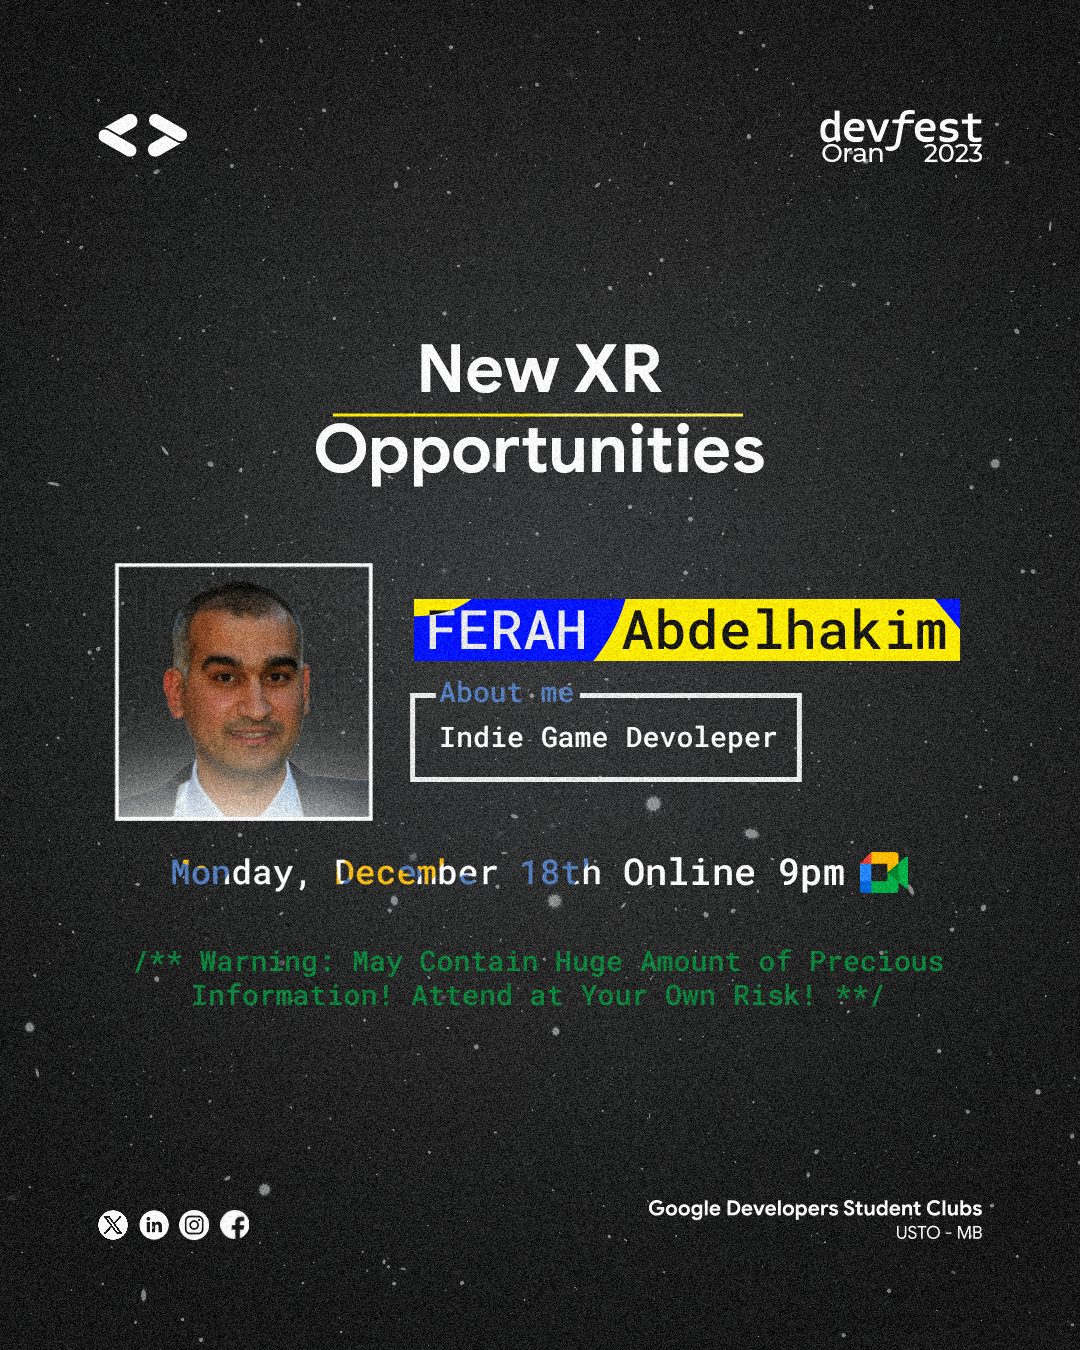 devfest
Oran 2023
New XR
Opportunities
FERAH Abdelhakim
About me
Indie Game Devoleper
Monday, December 18th Online 9pm
/** Warning: May Contain Huge Amount of Precious
Information! Attend at Your Own Risk! **/
Google Developers Student Clubs
USTO - MB